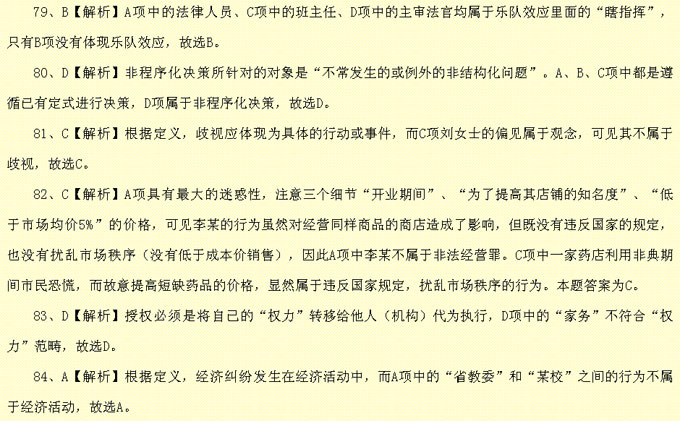 79、B【解析】A项中的法律人员、C项中的班主任、D项中的主审法官均属于乐队效应里面的“瞎指挥”，
只有B项没有体现乐队效应，故选B。
80、D【解析】非程序化决策所针对的对象是“不常发生的或例外的非结构化问题”。A、B、C项中都是遵
循已有定式进行决策，D项属于非程序化决策，故选D。
81、C【解析】根据定义，歧视应体现为具体的行动或事件，而C项刘女士的偏见属于观念，可见其不属于
歧视，故选C。
82、C【解析】A项具有最大的迷惑性，注意三个细节“开业期间”、“为了提高其店铺的知名度”、“低
于市场均价5%”的价格，可见李某的行为虽然对经营同样商品的商店造成了影响，但既没有违反国家的规定，
也没有扰乱市场秩序（没有低于成本价销售），因此A项中李某不属于非法经营罪。C项中一家药店利用非典期
间市民恐慌，而故意提高短缺药品的价格，显然属于违反国家规定，扰乱市场秩序的行为。本题答案为C。
83、D【解析】授权必须是将自己的“权力”转移给他人（机构）代为执行，D项中的“家务”不符合“权
力”范畴，故选D。
84、A【解析】根据定义，经济纠纷发生在经济活动中，而A项中的“省教委”和“某校”之间的行为不属
于经济活动，故选A。